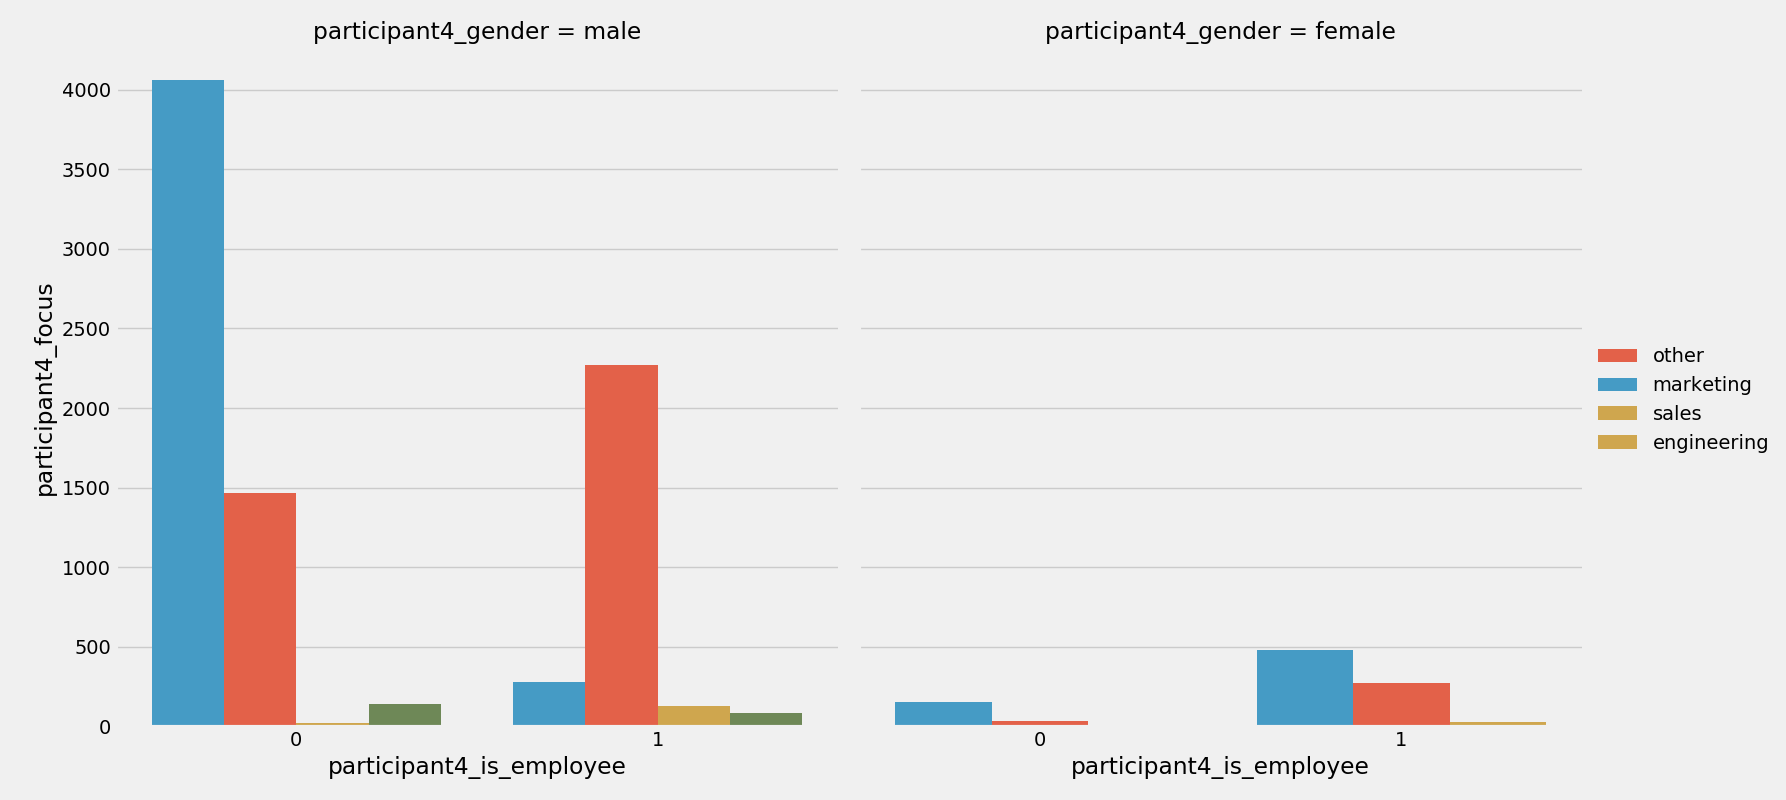 participant4_gender = male
participant4_gender = female
participant4_focus
4000
3500
3000
2500
2000
1500
1000
500
0
0
1
0
1
participant4_is_employee
participant4_is_employee
other
marketing
sales
engineering